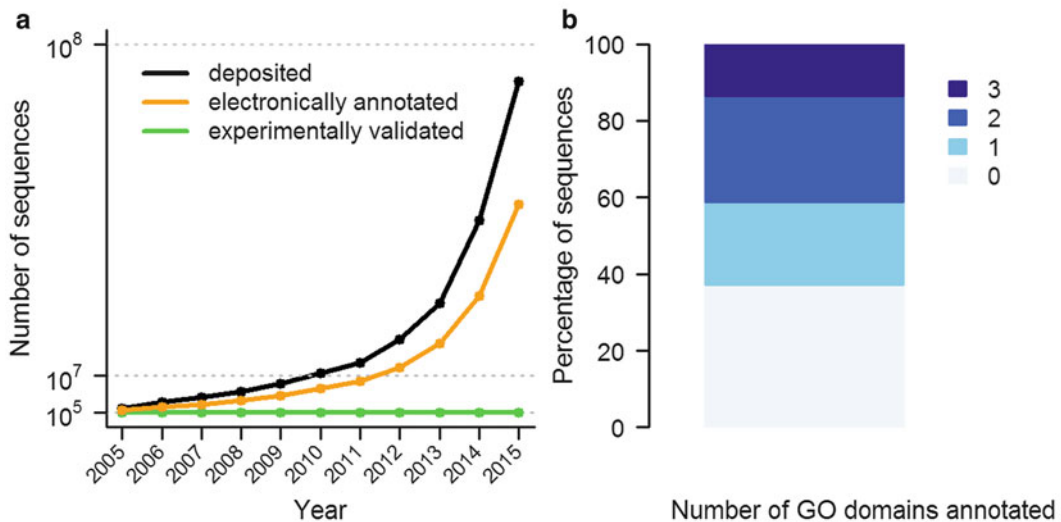 a
Number of sequences
10^8
10^7
10^5
deposited
electronically annotated
experimentally validated
2005
2006
2007
2008
2009
2010
2011
2012
2013
2014
2015
Year
b
Percentage of sequences
100
80
60
40
20
0
3
2
1
0
Number of GO domains annotated